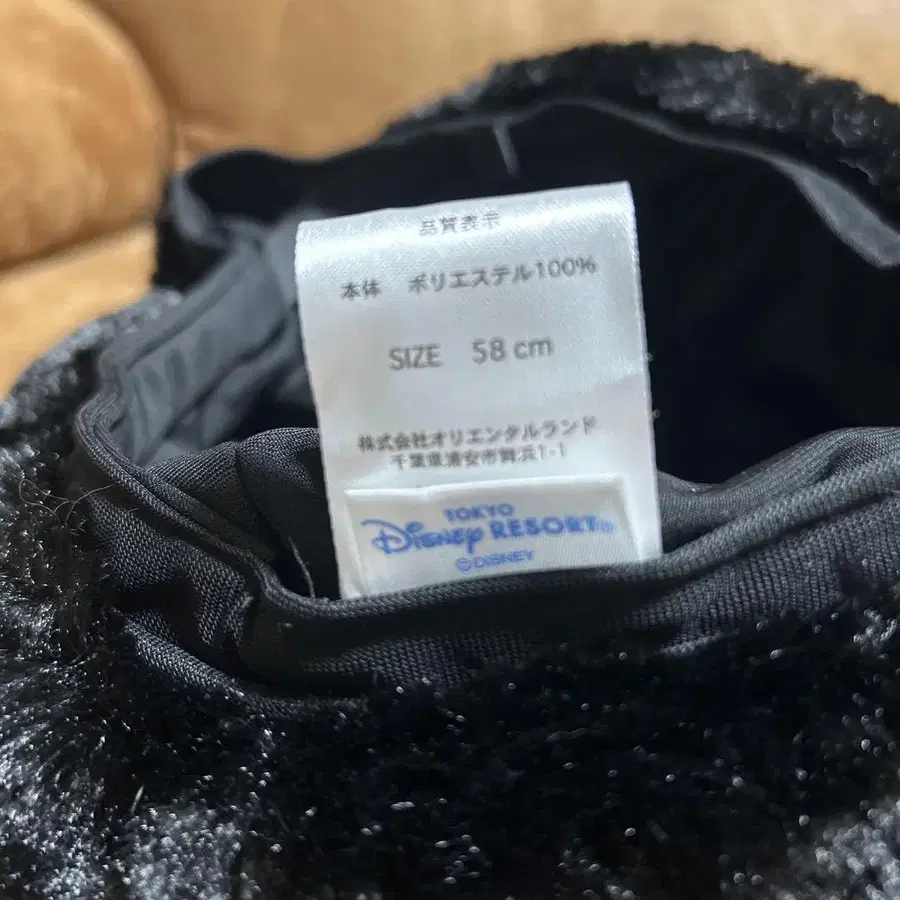 品質表示
本体 ポリエステル100%
SIZE 58 cm
株式会社オリエンタルランド
千葉県浦安市舞浜1-1
TOKYO
Disney RESORT®
©DISNEY